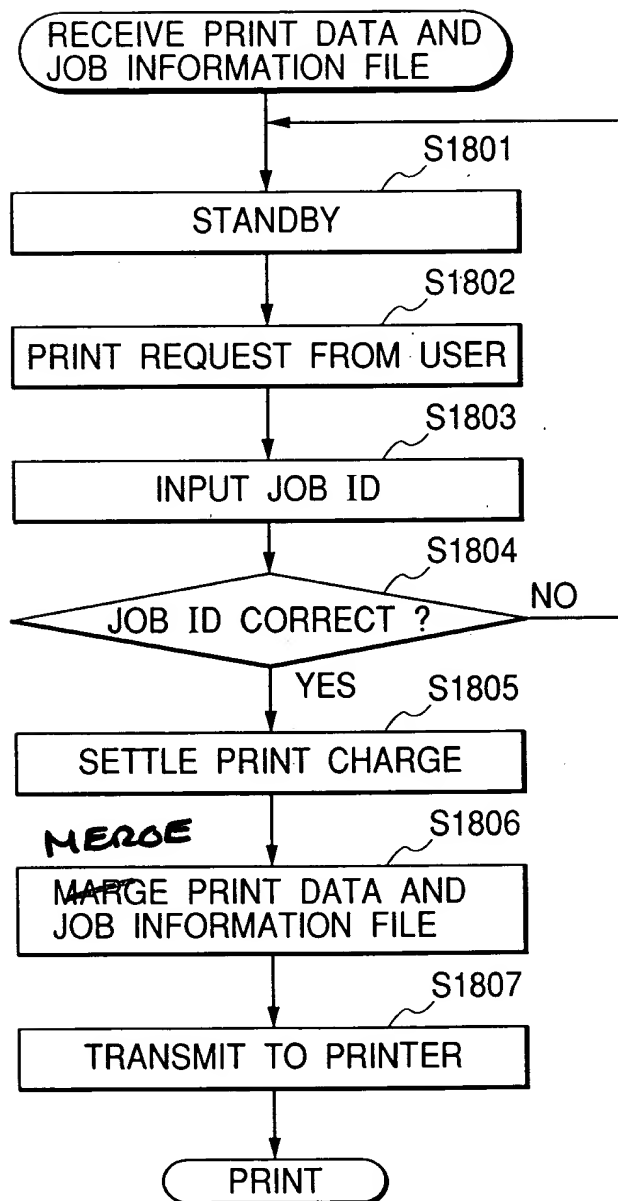 RECEIVE PRINT DATA AND
JOB INFORMATION FILE
S1801
STANDBY
S1802
PRINT REQUEST FROM USER
S1803
INPUT JOB ID
S1804
JOB ID CORRECT ?
NO
YES
S1805
SETTLE PRINT CHARGE
MERGE
S1806
MARGE PRINT DATA AND
JOB INFORMATION FILE
S1807
TRANSMIT TO PRINTER
PRINT